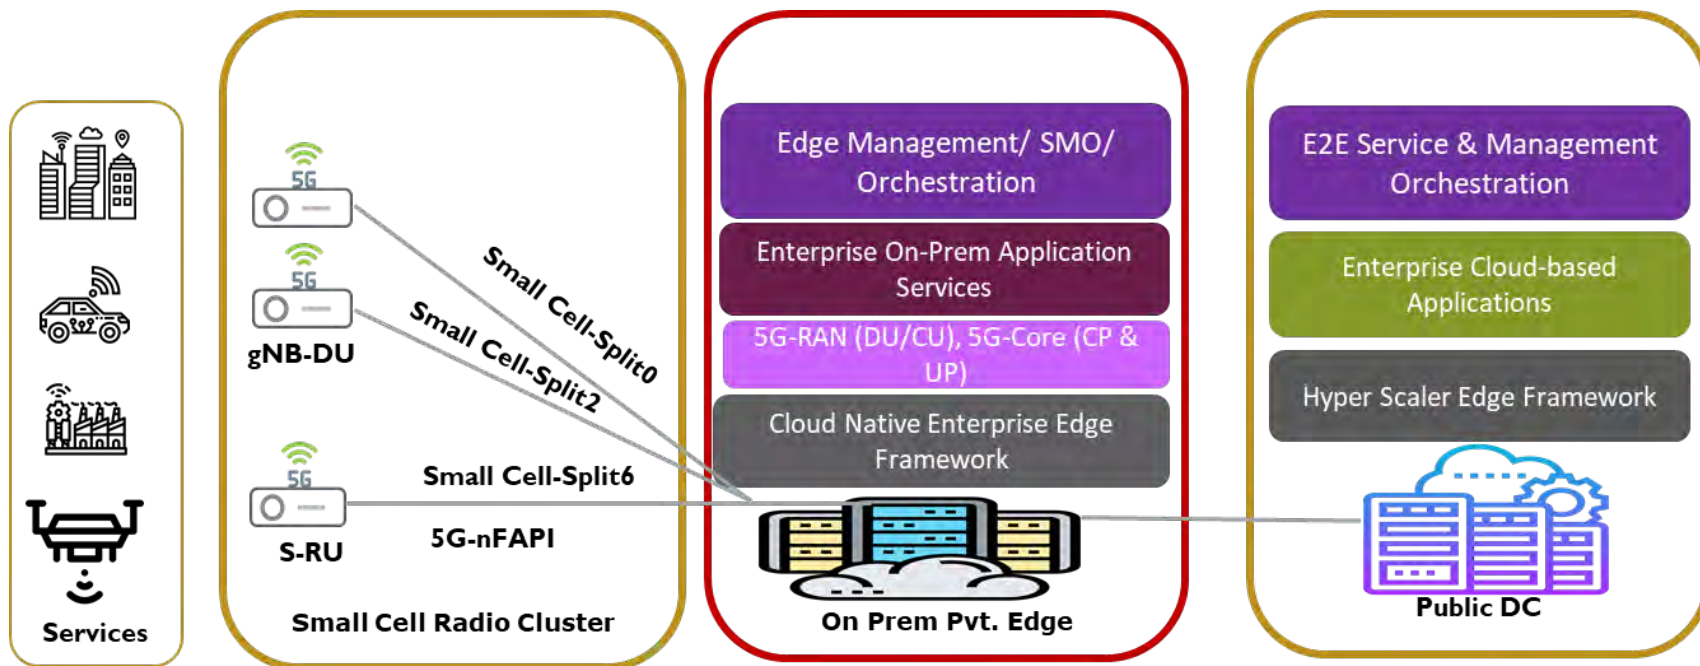 Services
5G
5G
gNB-DU
5G
S-RU
Small Cell-Split0
Small Cell-Split2
Small Cell-Split6
5G-nFAPI
Small Cell Radio Cluster
Edge Management/ SMO/
Orchestration
Enterprise On-Prem Application
Services
5G-RAN (DU/CU), 5G-Core (CP &
UP)
Cloud Native Enterprise Edge
Framework
On Prem Pvt. Edge
E2E Service & Management
Orchestration
Enterprise Cloud-based
Applications
Hyper Scaler Edge Framework
Public DC